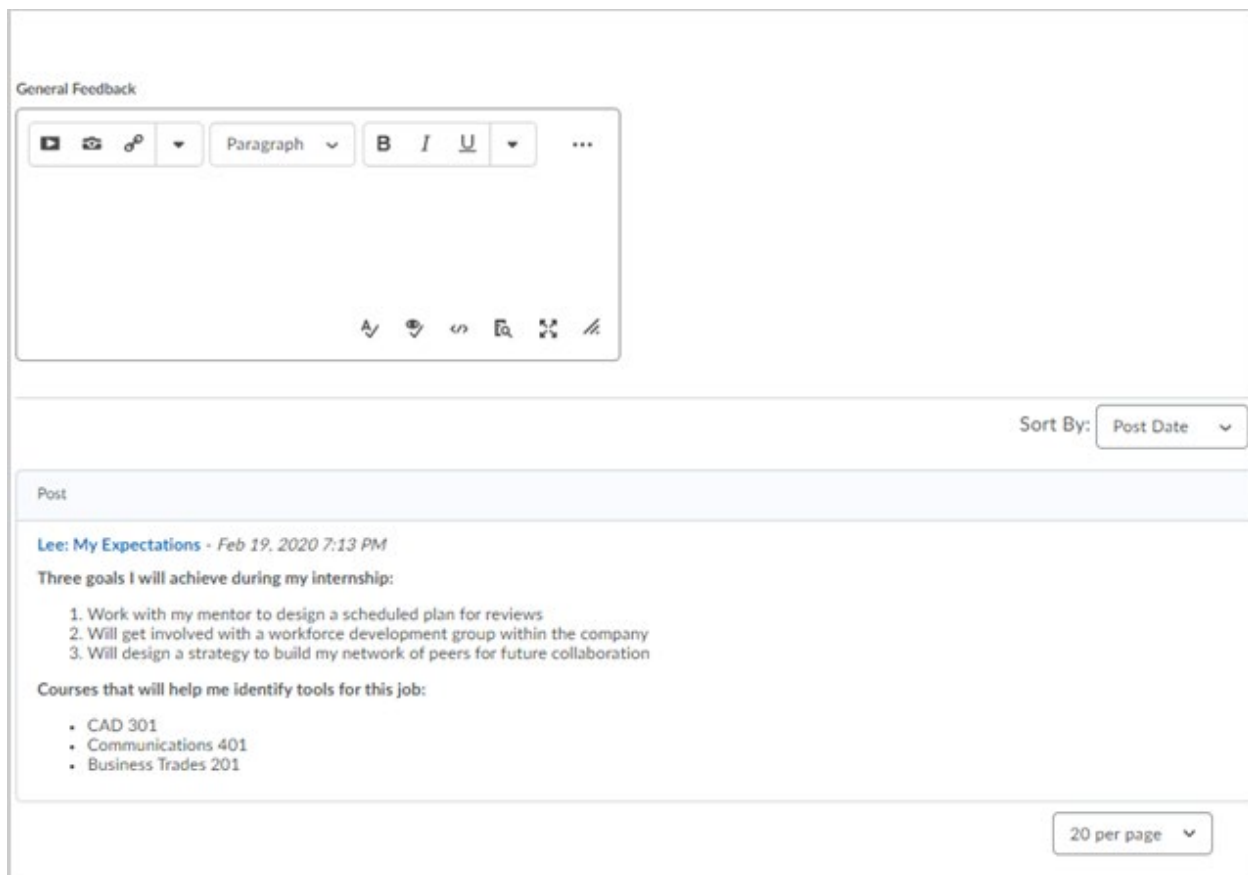 General Feedback
Paragraph B I U ...
Sort By: Post Date
Post
Lee: My Expectations - Feb 19, 2020 7:13 PM
Three goals I will achieve during my internship:
1. Work with my mentor to design a scheduled plan for reviews
2. Will get involved with a workforce development group within the company
3. Will design a strategy to build my network of peers for future collaboration
Courses that will help me identify tools for this job:
• CAD 301
• Communications 401
• Business Trades 201
20 per page